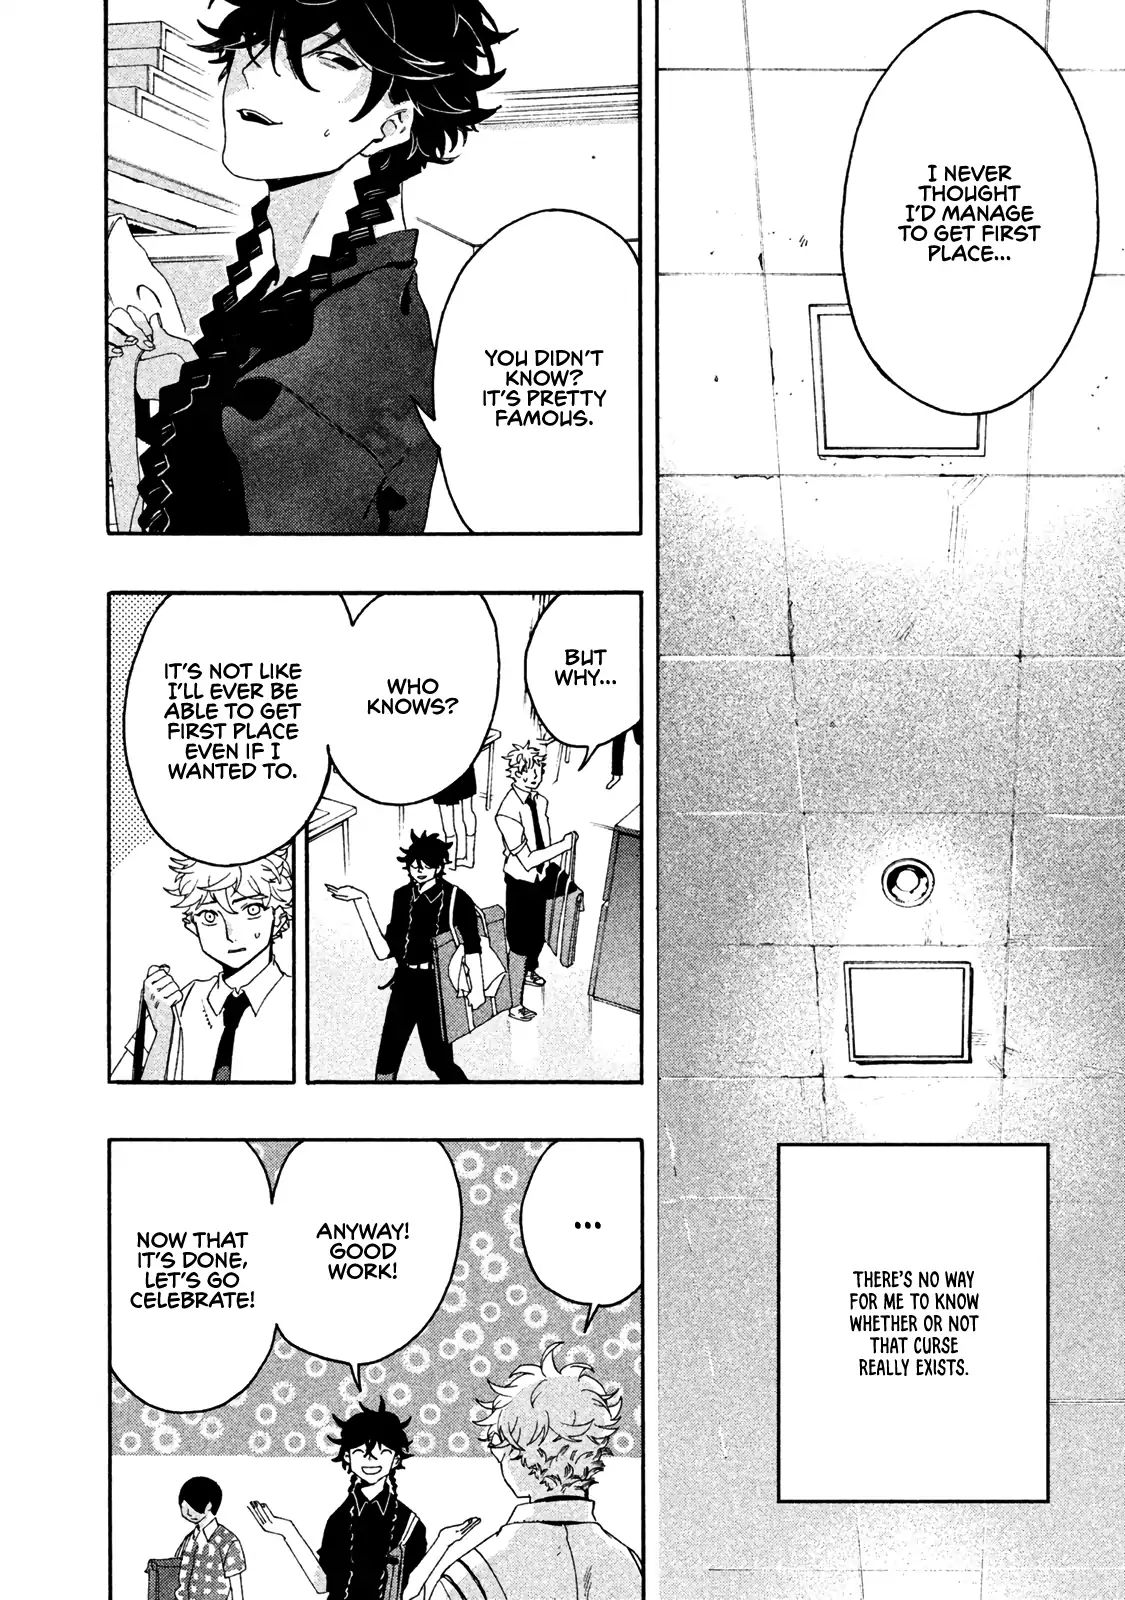 I NEVER
THOUGHT
I'D MANAGE
TO GET FIRST
PLACE...
THERE'S NO WAY
FOR ME TO KNOW
WHETHER OR NOT
THAT CURSE
REALLY EXISTS.
YOU DIDN'T
KNOW?
IT'S PRETTY
FAMOUS.
BUT
WHY...
WHO
KNOWS?
IT'S NOT LIKE
I'LL EVER BE
ABLE TO GET
FIRST PLACE
EVEN IF I
WANTED TO.
...
ANYWAY!
GOOD
WORK!
NOW THAT
IT'S DONE,
LET'S GO
CELEBRATE!